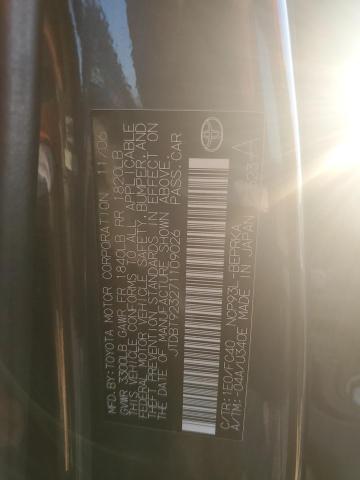 MFD.BY:TOYOTA MOTOR CORPORATION 11/06
GVWR 3300LB GAWR FR 1840LB RR 1820LB
THIS VEHICLE CONFORMS TO ALL APPLICABLE
FEDERAL MOTOR VEHICLE SAFETY, BUMPER, AND
THEFT PREVENTION STANDARDS IN EFFECT ON
THE DATE OF MANUFACTURE SHOWN ABOVE.
JTDBT923271109026 PASS.CAR
C/TR:1E0/FC40 NCP93L-BEPRKA
A/TM:-04A/U340E MADE IN JAPAN